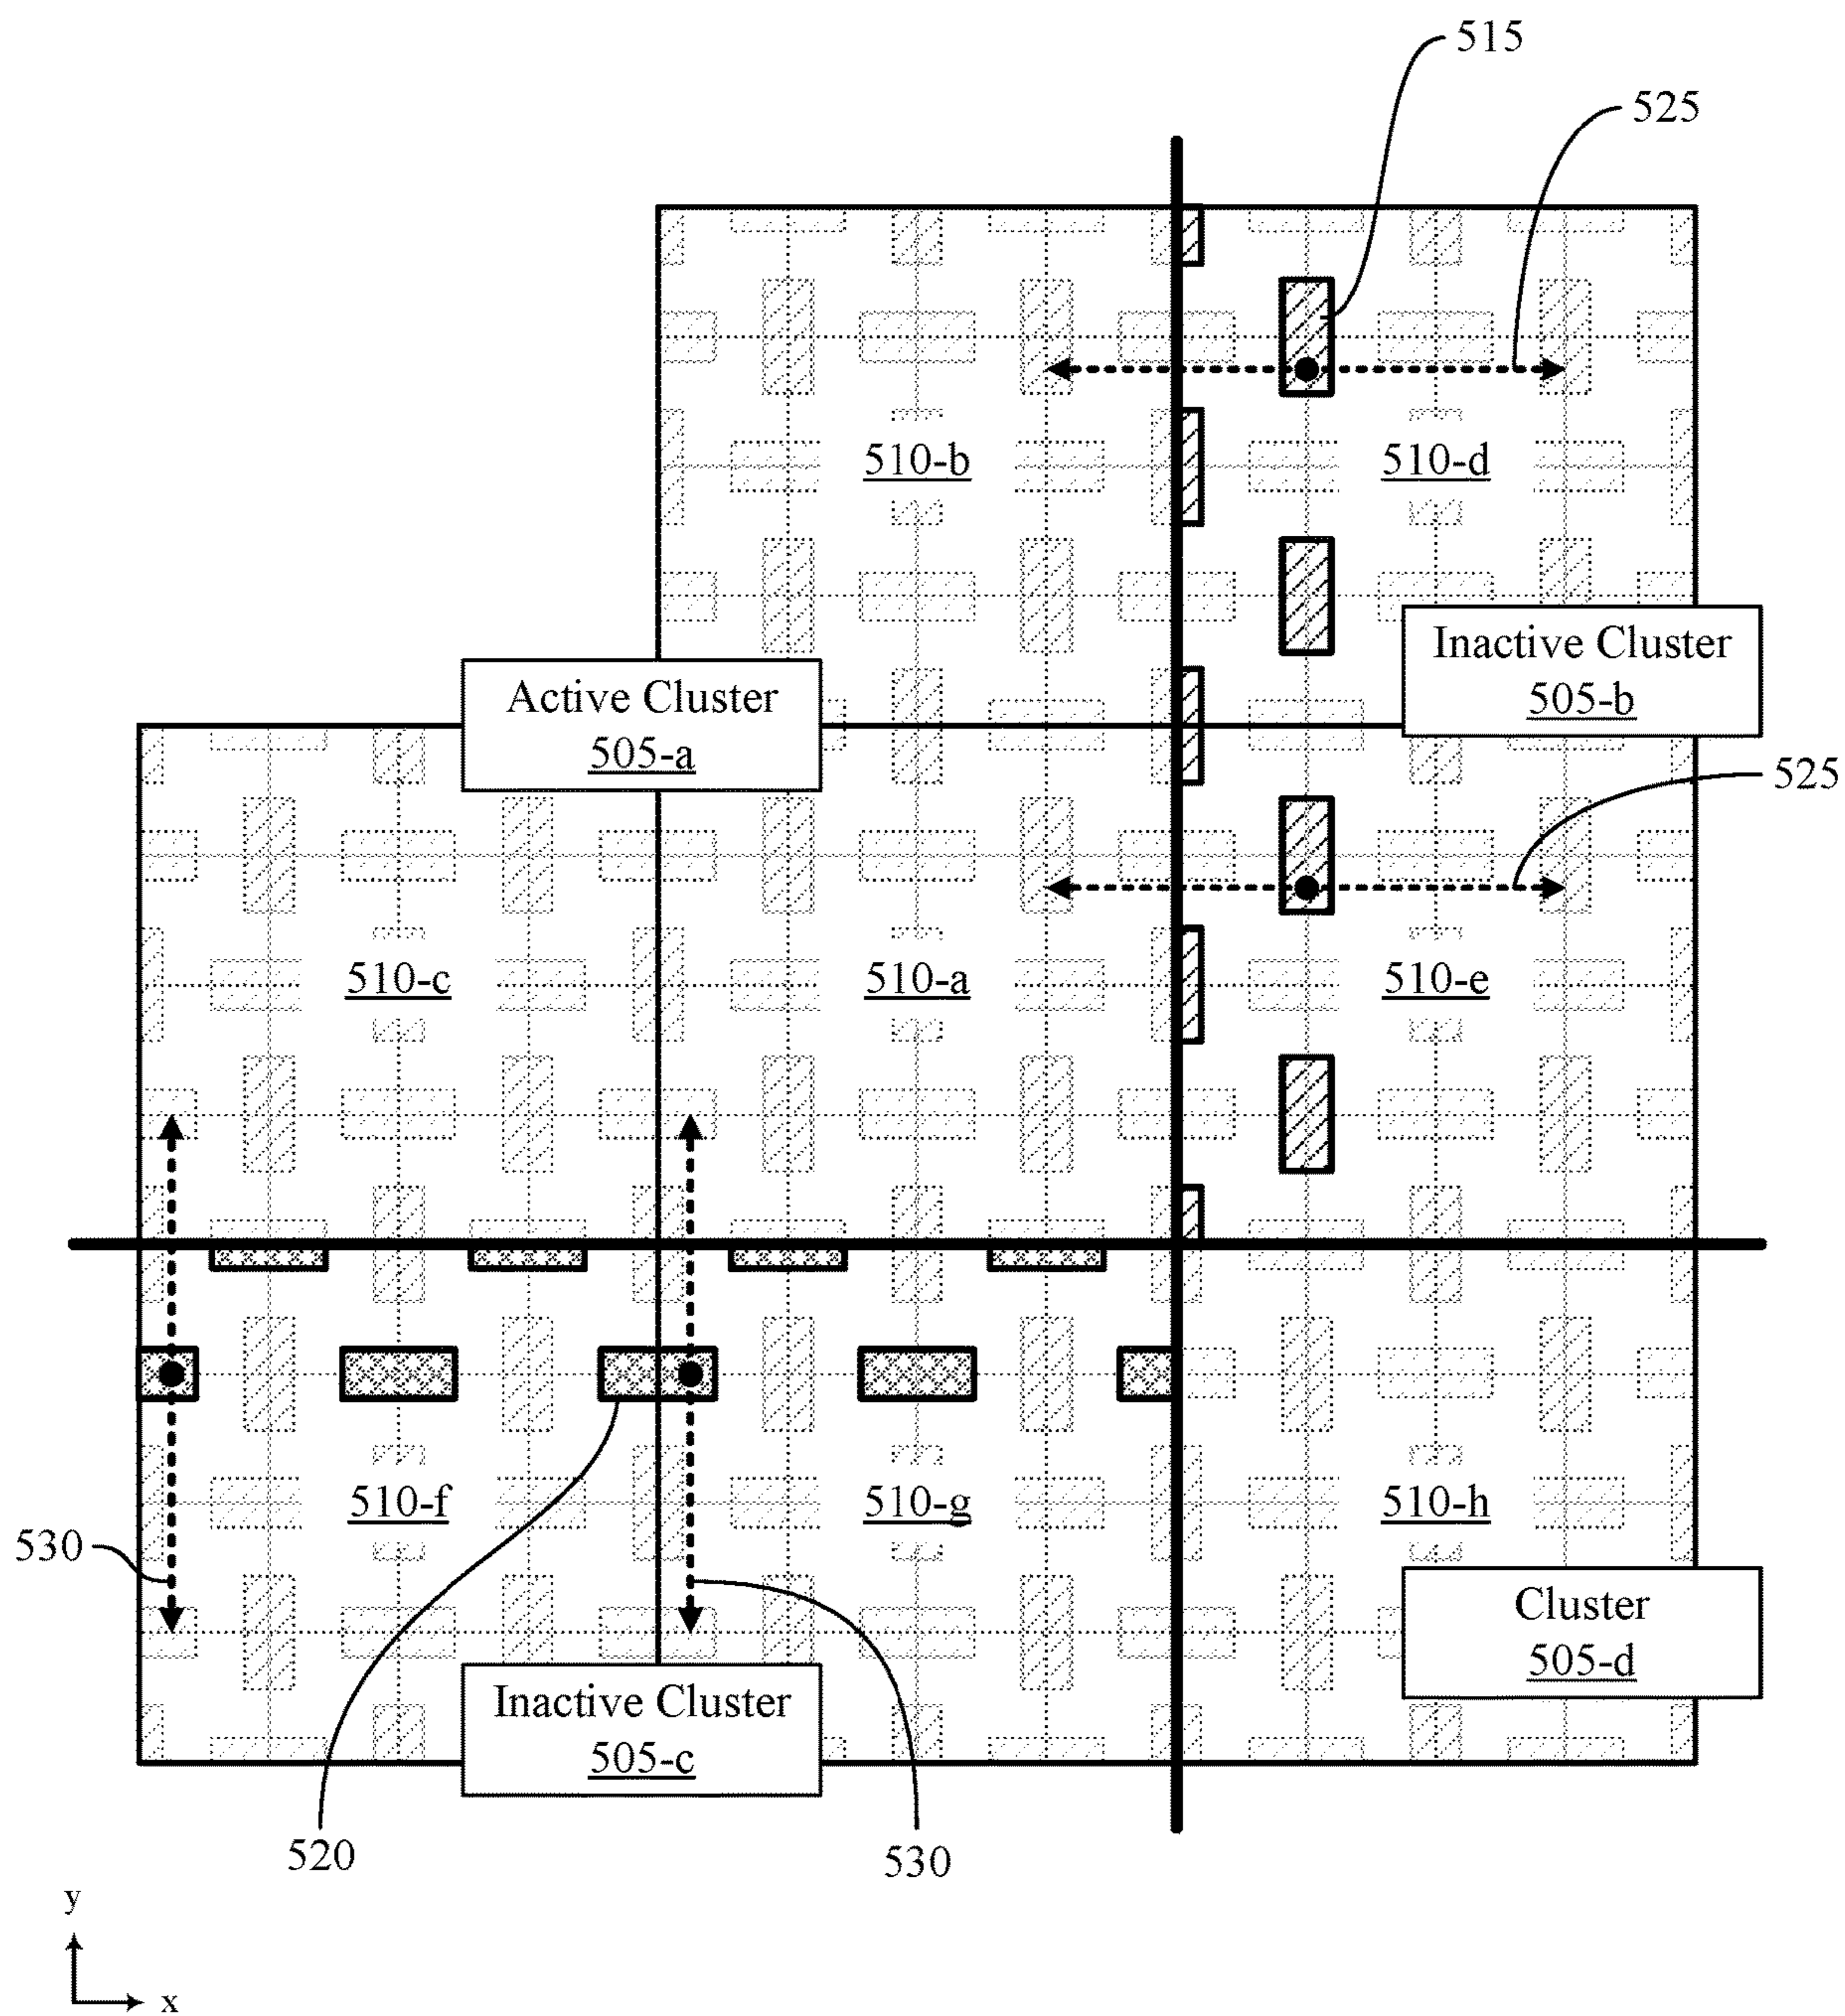 515
525
510-b
510-d
Inactive Cluster
505-b
Active Cluster
505-a
525
510-c
510-a
510-e
510-f
510-g
510-h
530
Cluster
505-d
Inactive Cluster
505-c
520
530
y
x